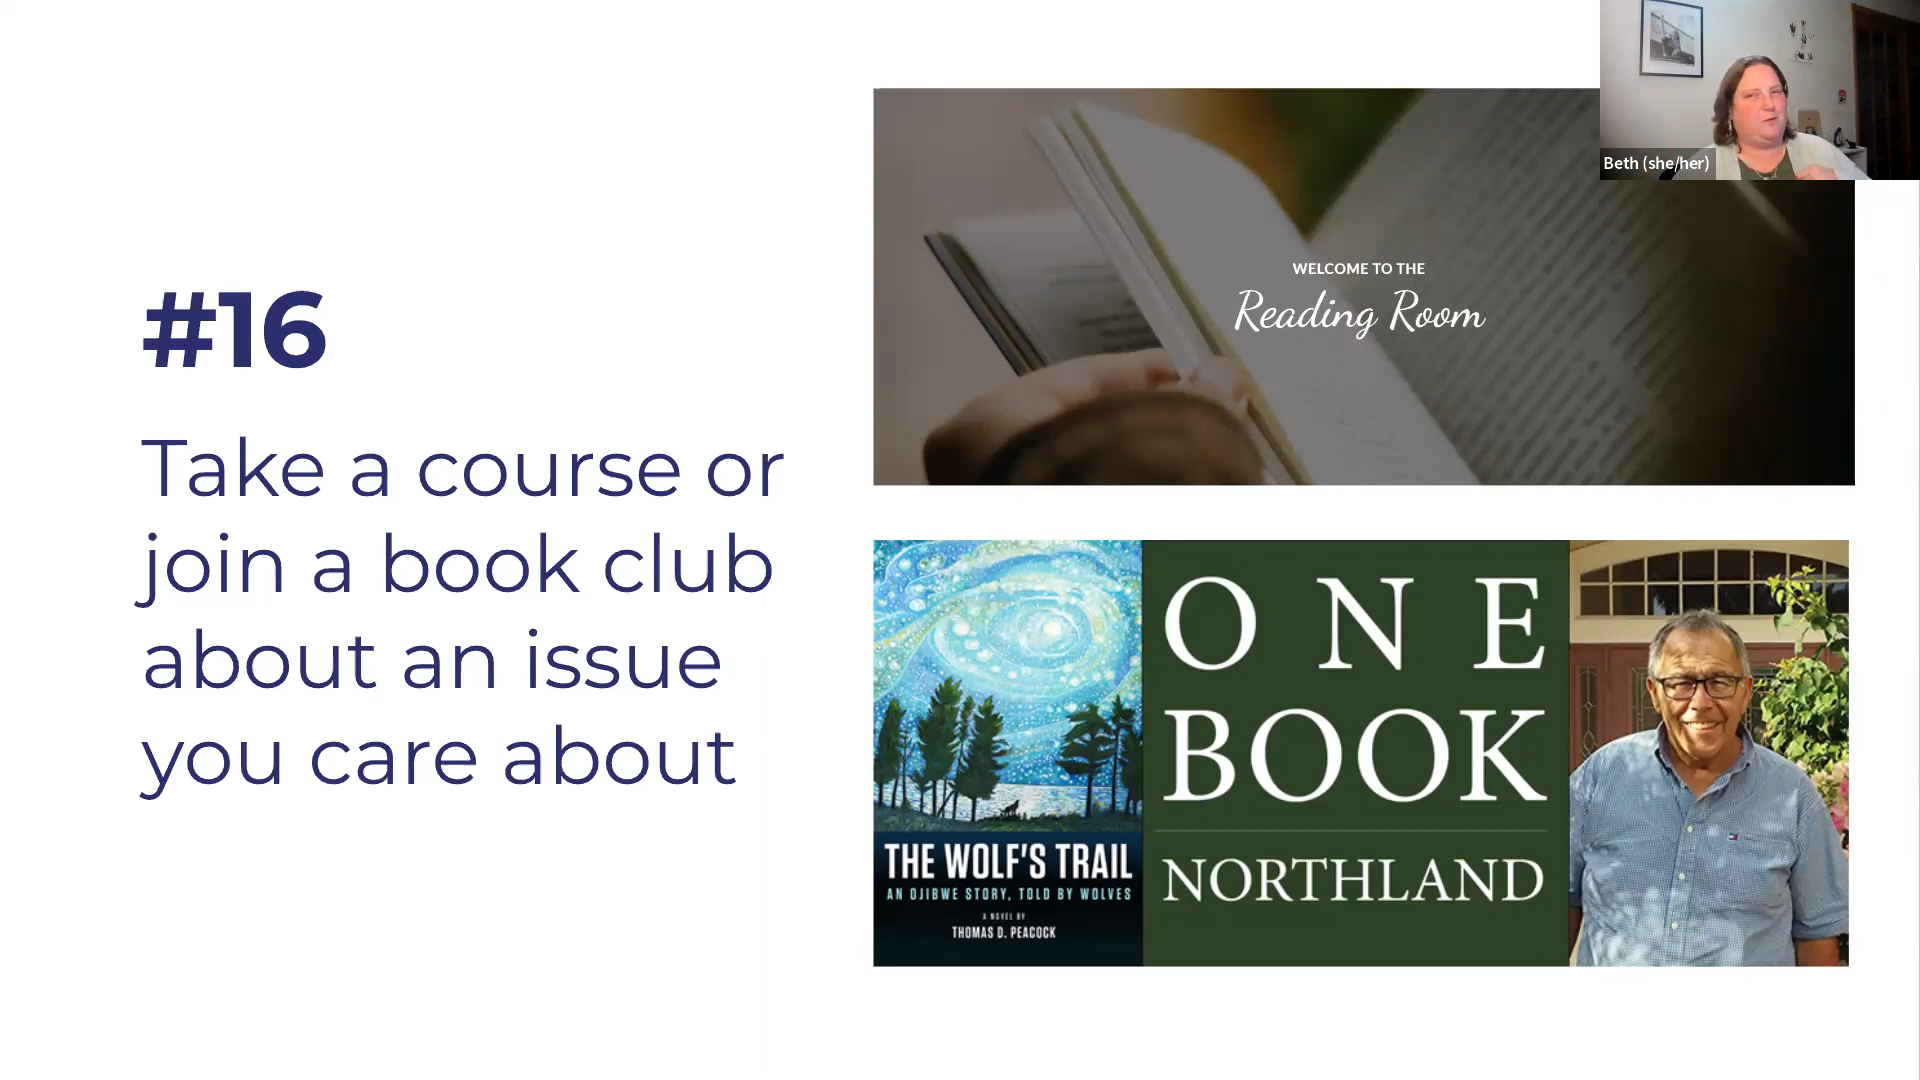 #16
Take a course or
join a book club
about an issue
you care about
WELCOME TO THE
Reading Room
Beth (she/her)
THE WOLF'S TRAIL
AN OJIBWE STORY, TOLD BY WOLVES
A NOVEL BY
THOMAS D. PEACOCK
ONE
BOOK
NORTHLAND